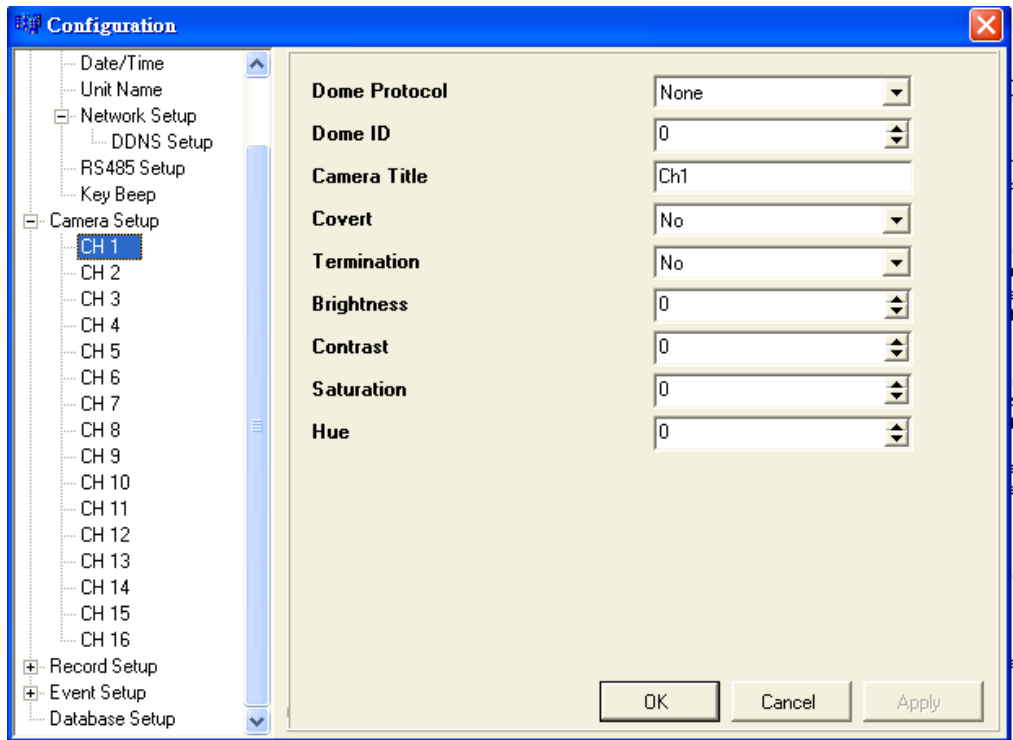 Configuration
Date/Time
Unit Name
Network Setup
DDNS Setup
RS485 Setup
Key Beep
Camera Setup
CH 1
CH 2
CH 3
CH 4
CH 5
CH 6
CH 7
CH 8
CH 9
CH 10
CH 11
CH 12
CH 13
CH 14
CH 15
CH 16
Record Setup
Event Setup
Database Setup
Dome Protocol None
Dome ID 0
Camera Title Ch1
Covert No
Termination No
Brightness 0
Contrast 0
Saturation 0
Hue 0
OK Cancel Apply